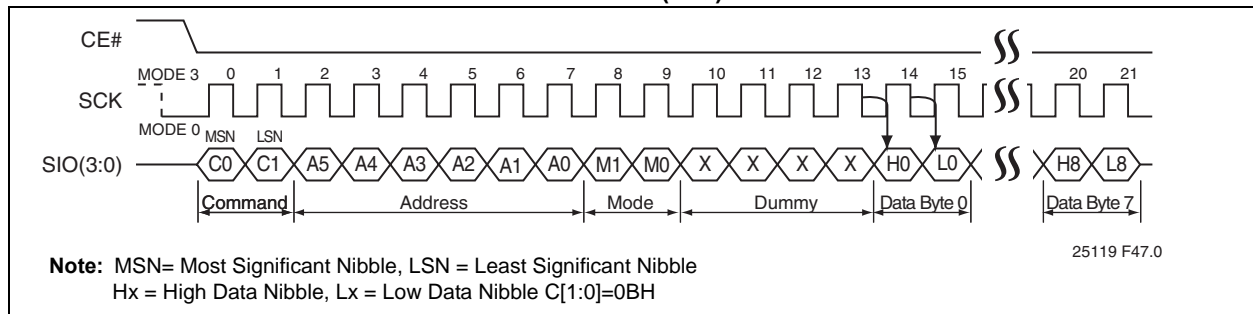 CE#
MODE 3 0 1 2 3 4 5 6 7 8 9 10 11 12 13 14 15 20 21
SCK
MODE 0
MSN LSN
SIO(3:0) C0 C1 A5 A4 A3 A2 A1 A0 M1 M0 X X X X H0 L0 H8 L8
Command Address Mode Dummy Data Byte 0 Data Byte 7
25119 F47.0
Note: MSN= Most Significant Nibble, LSN = Least Significant Nibble
Hx = High Data Nibble, Lx = Low Data Nibble C[1:0]=0BH